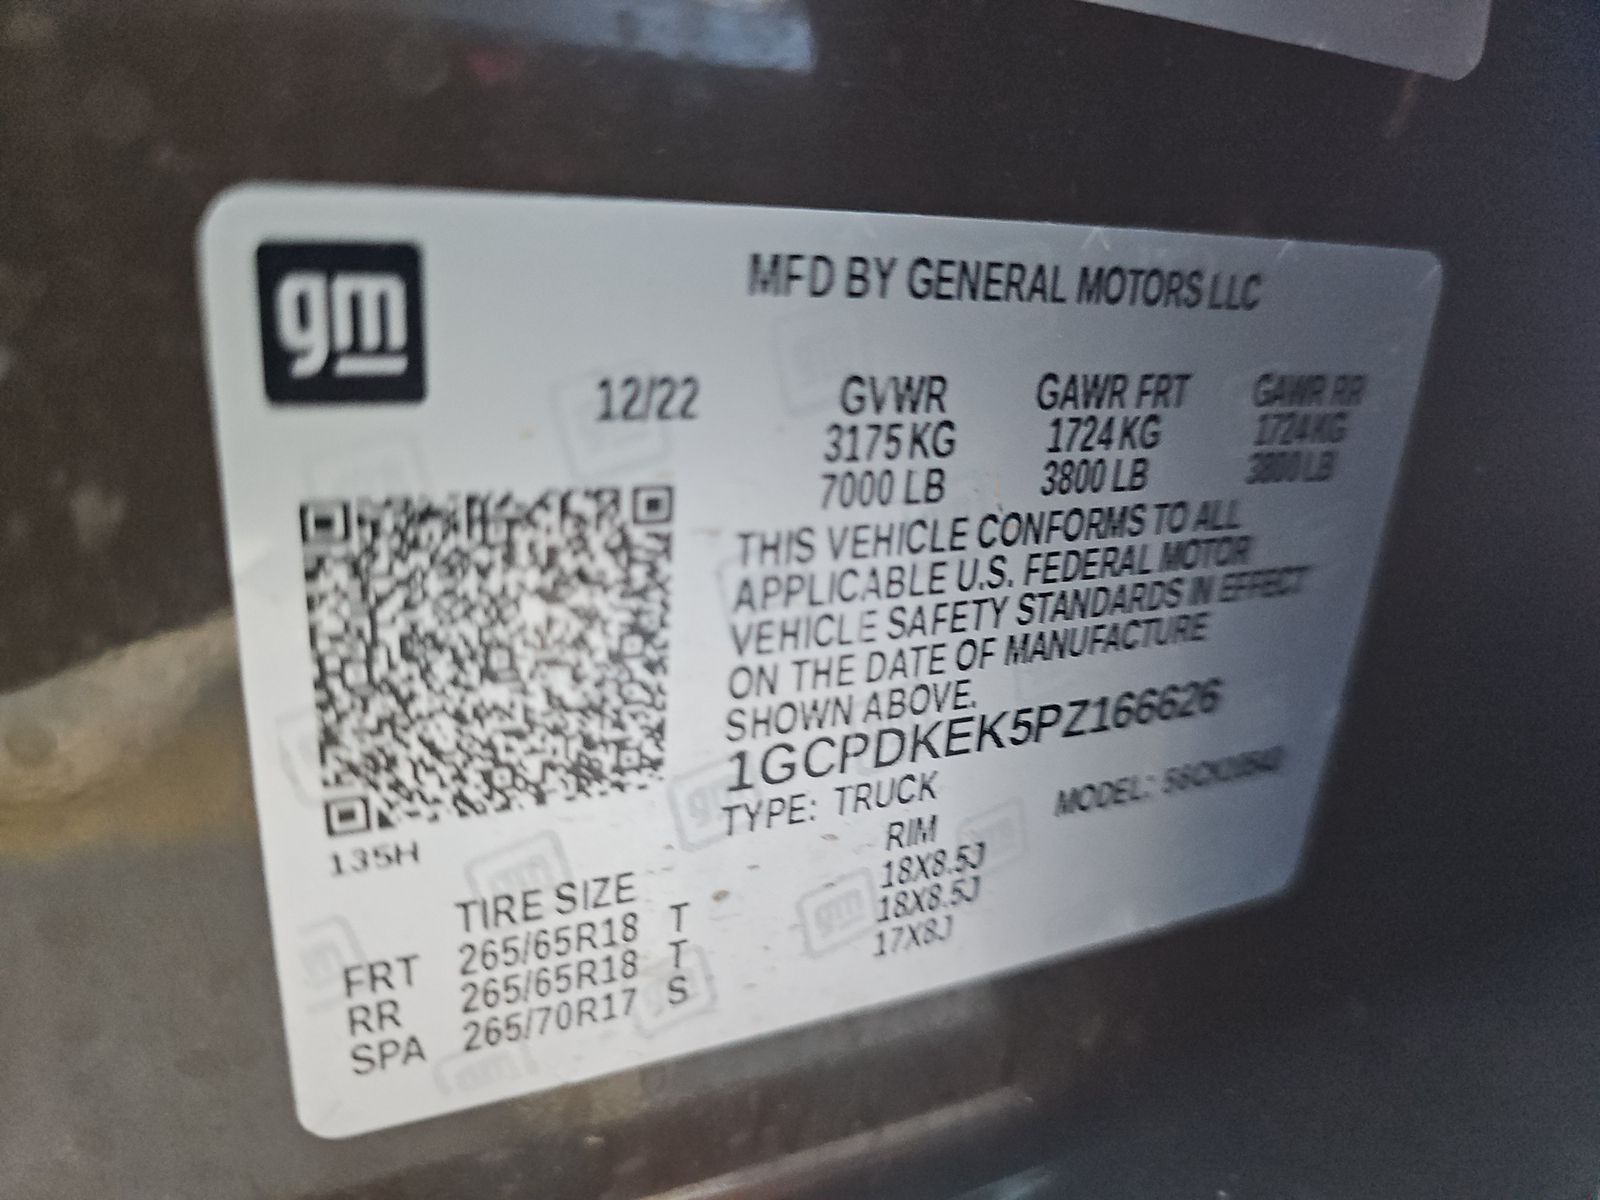 gm
MFD BY GENERAL MOTORS LLC
12/22 GVWR GAWR FRT GAWR RR
3175 KG 1724 KG 1724 KG
7000 LB 3800 LB 3800 LB
THIS VEHICLE CONFORMS TO ALL
APPLICABLE U.S. FEDERAL MOTOR
VEHICLE SAFETY STANDARDS IN EFFECT
ON THE DATE OF MANUFACTURE
SHOWN ABOVE.
1GCPDKEK5PZ166626
TYPE: TRUCK MODEL:
135H
TIRE SIZE RIM
FRT 265/65R18 T 18X8.5J
RR 265/65R18 T 18X8.5J
SPA 265/70R17 S 17X8J